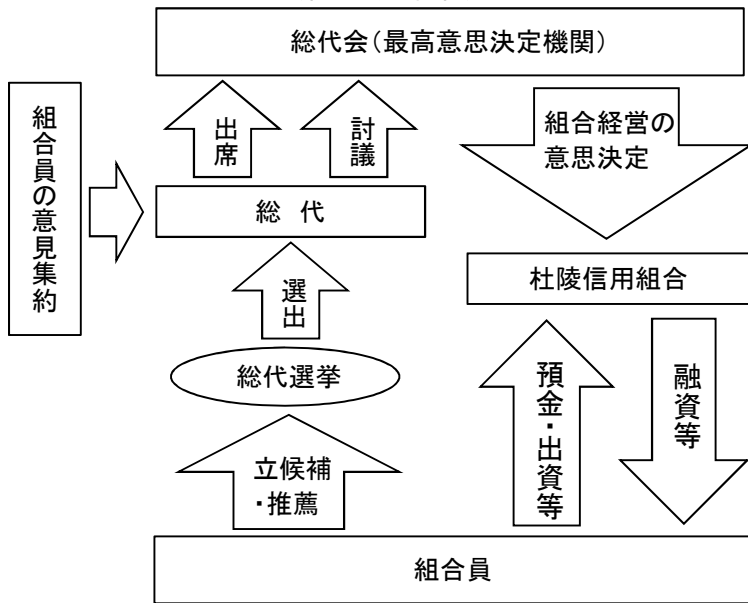 総代会（最高意思決定機関）
組合員の意見集約
出席
討議
組合経営の
意思決定
総 代
選出
杜陵信用組合
総代選挙
預金・出資等
融資等
立候補
・推薦
組合員